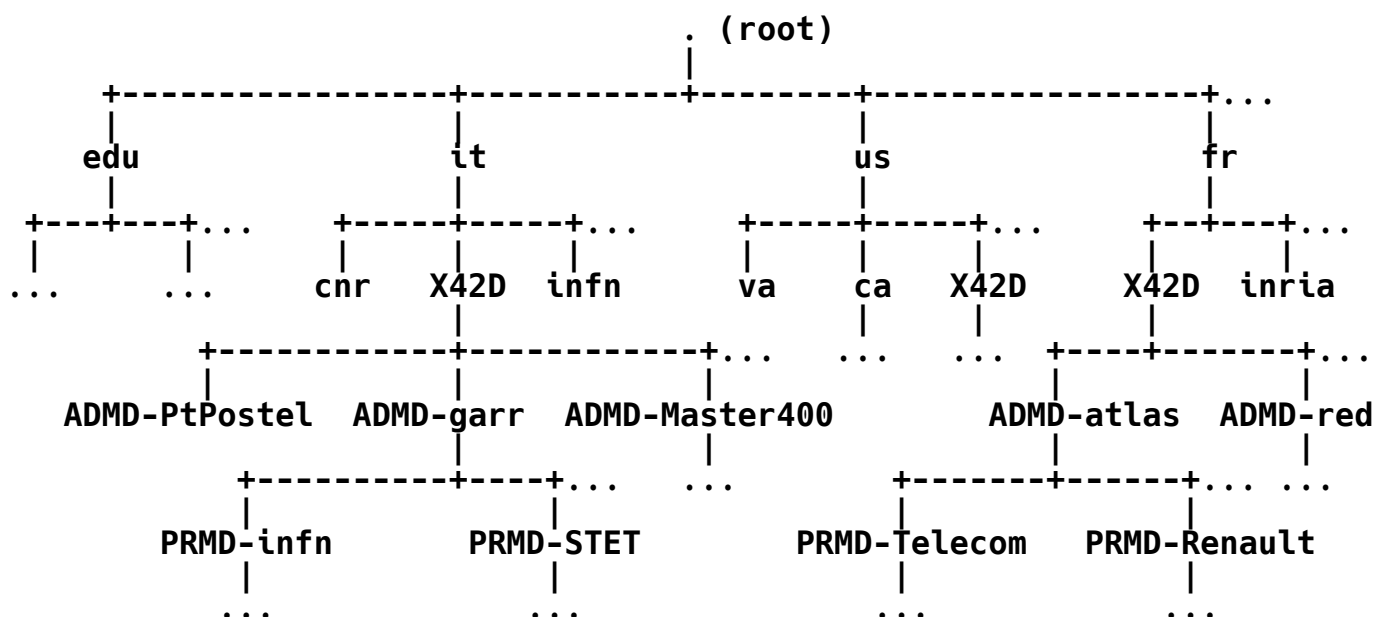 . (root)
|
+-----------------+-----------+--------+-----------------+...
| | | |
edu it us fr
| | | |
+---+---+... +-----+-----+... +-----+-----+... +--+---+...
| | | | | | | | | |
... ... cnr X42D infn va ca X42D X42D inria
| | | |
+------------+------------+... ... ... +----+-------+...
| | | | |
ADMD-PtPostel ADMD-garr ADMD-Master400 ADMD-atlas ADMD-red
| | | |
+----------+----+... ... +-------+------+... ...
| | | |
PRMD-infn PRMD-STET PRMD-Telecom PRMD-Renault
| | | |
... ... ... ...